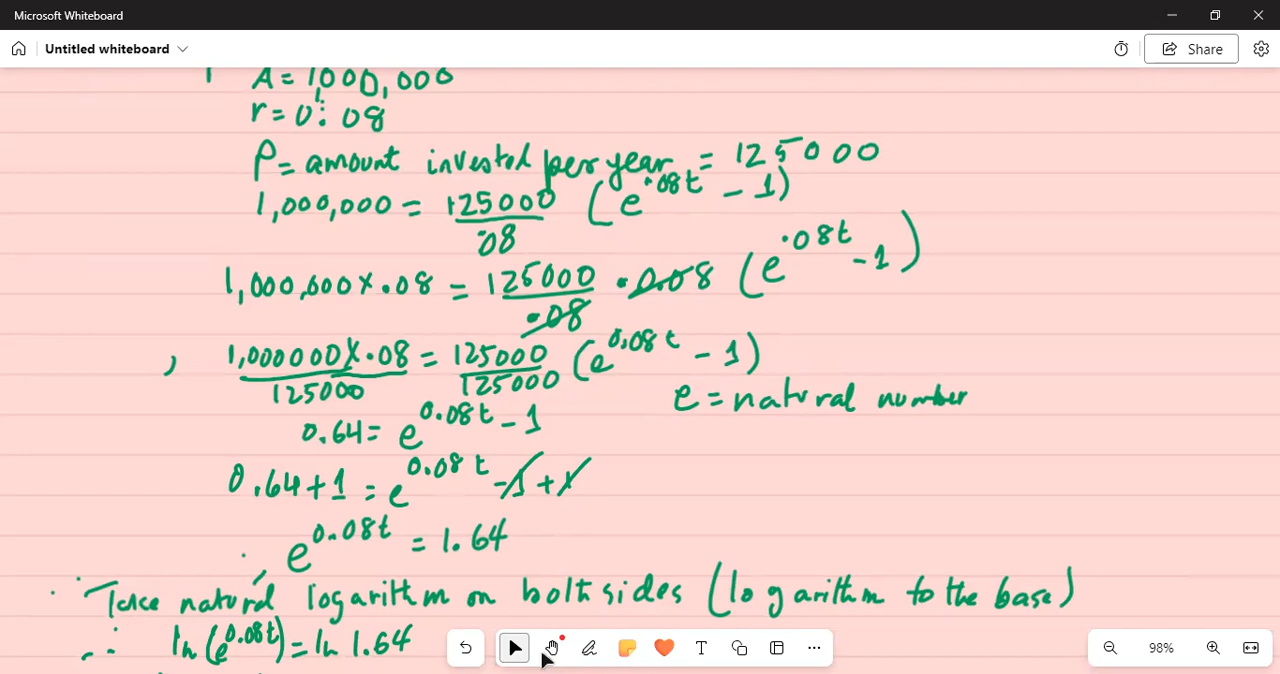 Microsoft Whiteboard
Untitled whiteboard
Share
A = 1,000,000
r = 0.08
P = amount invested per year = 125000
1,000,000 = 125000/.08 (e^.08t - 1)
1,000,000 x .08 = 125000/.08 . 0.08 (e^.08t - 1)
, 1,000000 x .08/125000 = 125000/125000 (e^0.08t - 1)
e = natural number
0.64 = e^0.08t - 1
0.64 + 1 = e^0.08t - 1 + 1
e^0.08t = 1.64
natural logarithm on both sides (logarithm to the base)
∴ ln (e^0.08t) = ln 1.64
98%